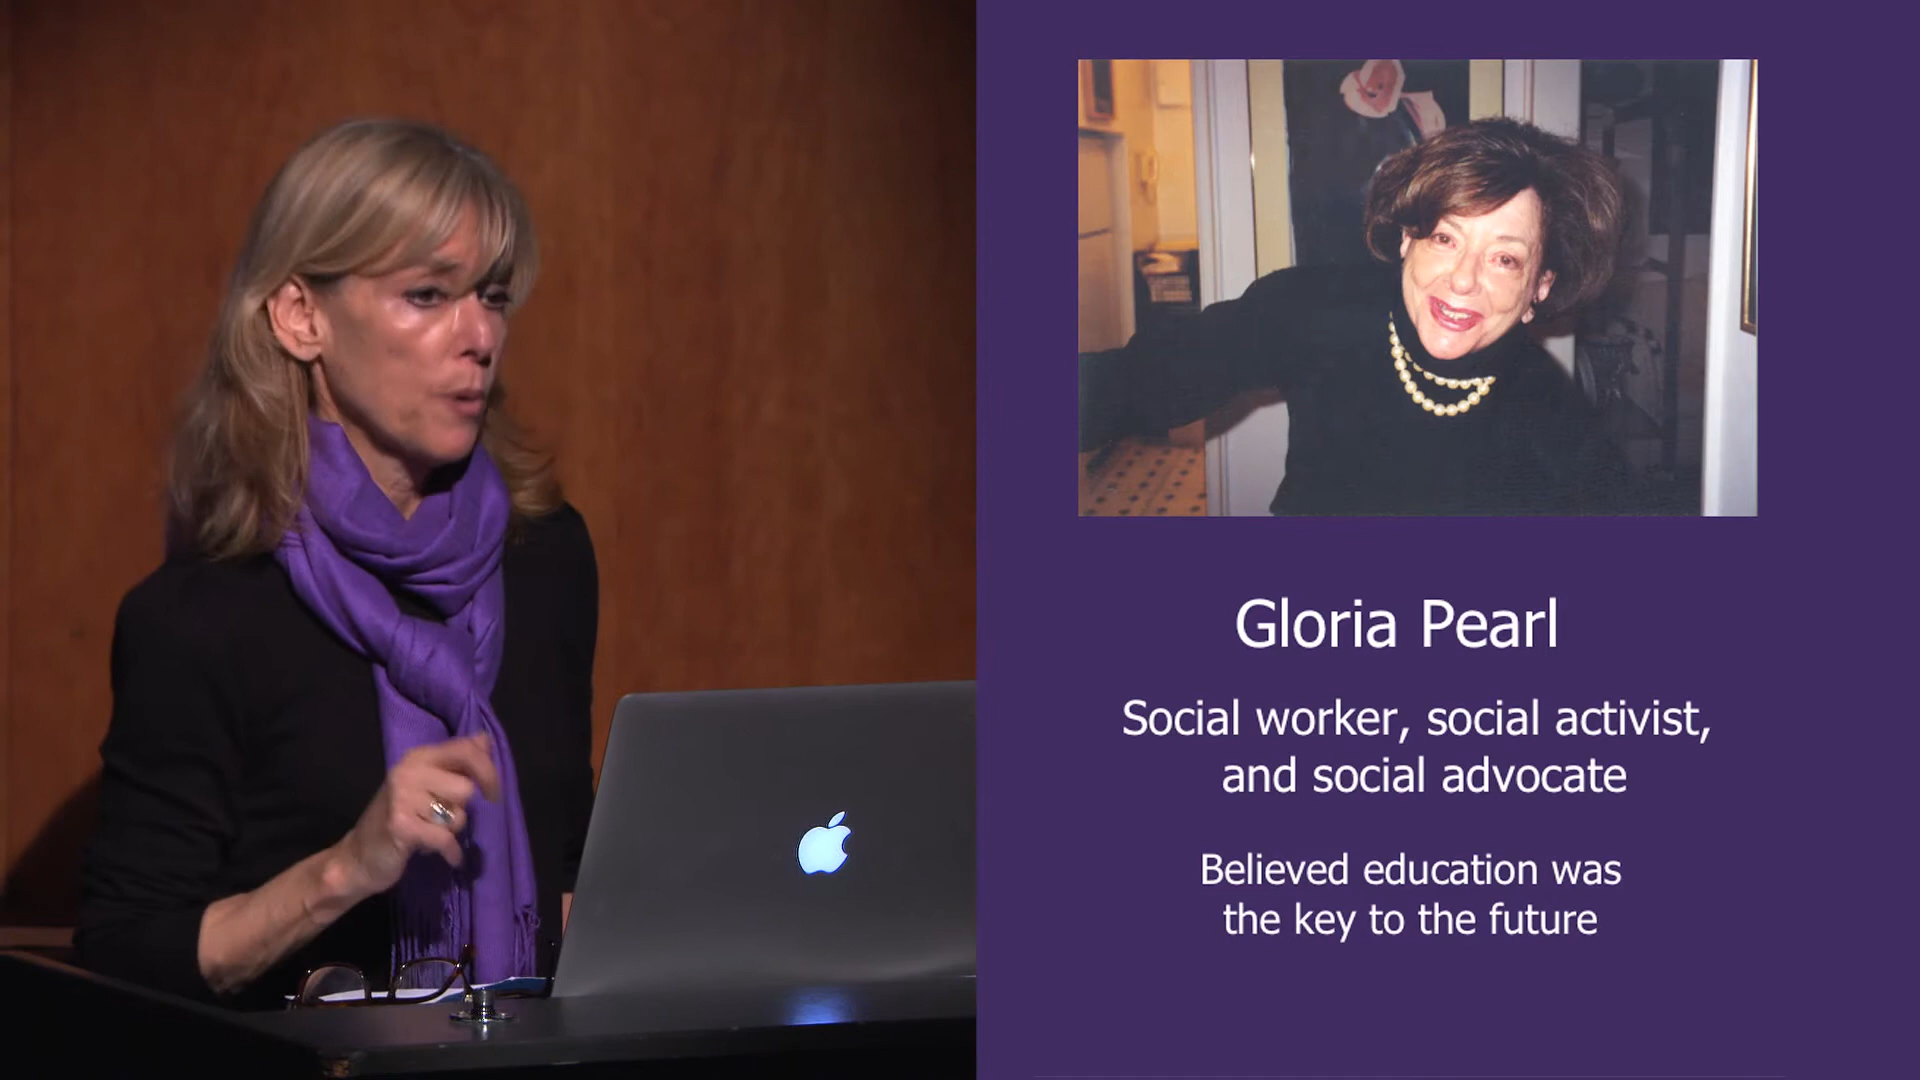 Gloria Pearl
Social worker, social activist,
and social advocate
Believed education was
the key to the future